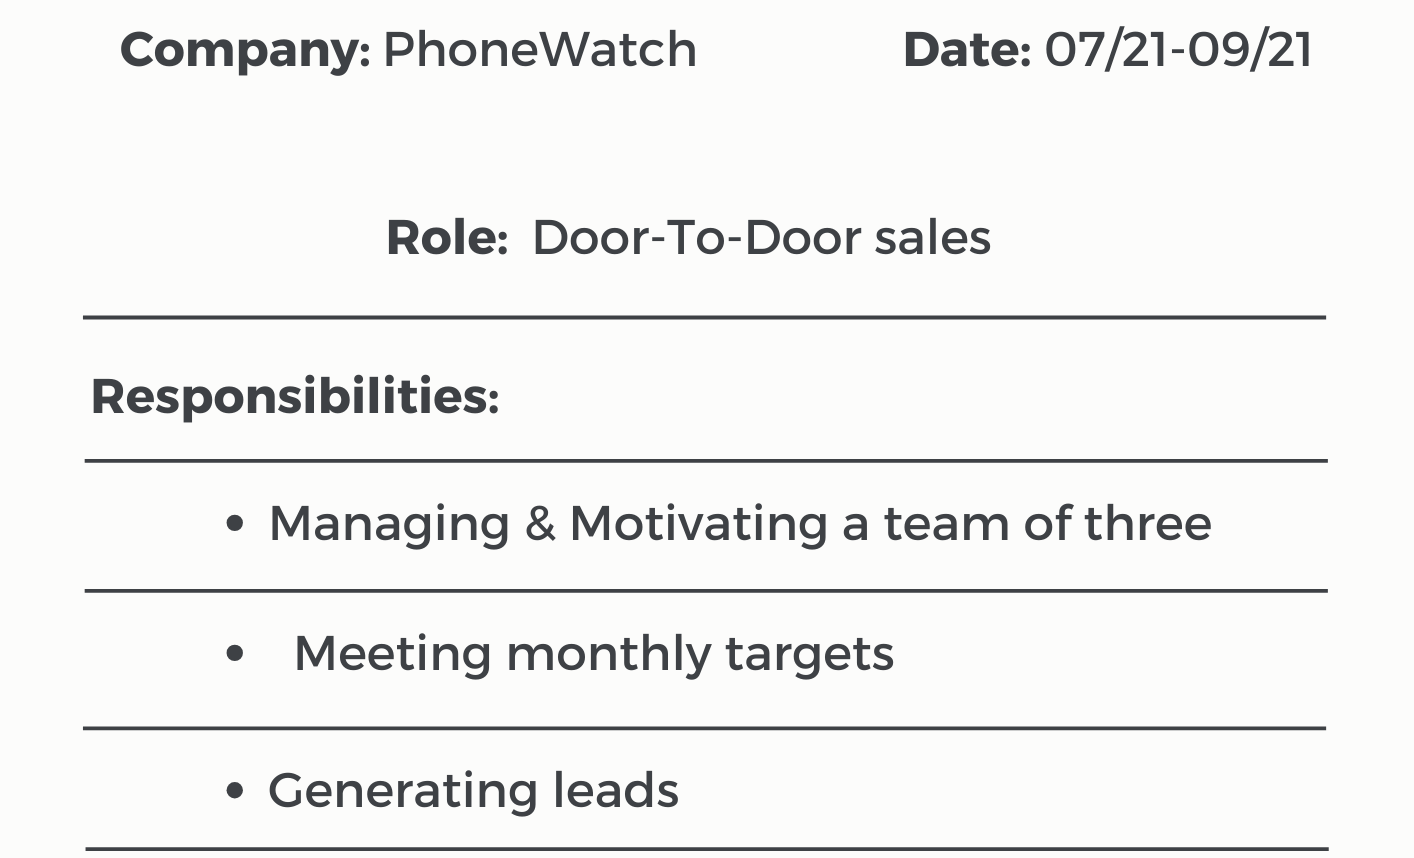 Company: PhoneWatch Date: 07/21-09/21
Role: Door-To-Door sales
Responsibilities:
• Managing & Motivating a team of three
• Meeting monthly targets
• Generating leads